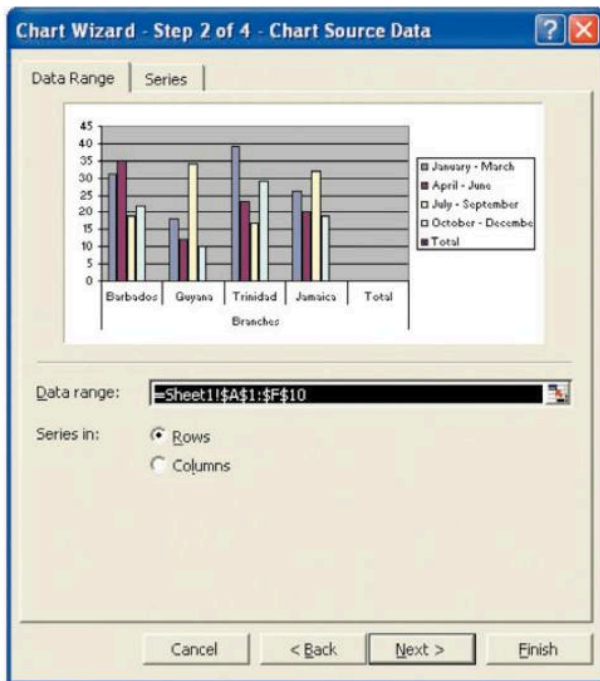 Chart Wizard - Step 2 of 4 - Chart Source Data
Data Range
Series
45
40
35
30
25
20
15
10
5
0
Barbados Guyana Trinidad Jamaica Total
Branches
January - March
April - June
July - September
October - Decembe
Total
Data range: =Sheet1!$A$1:$F$10
Series in: Rows
Columns
Cancel < Back Next > Finish